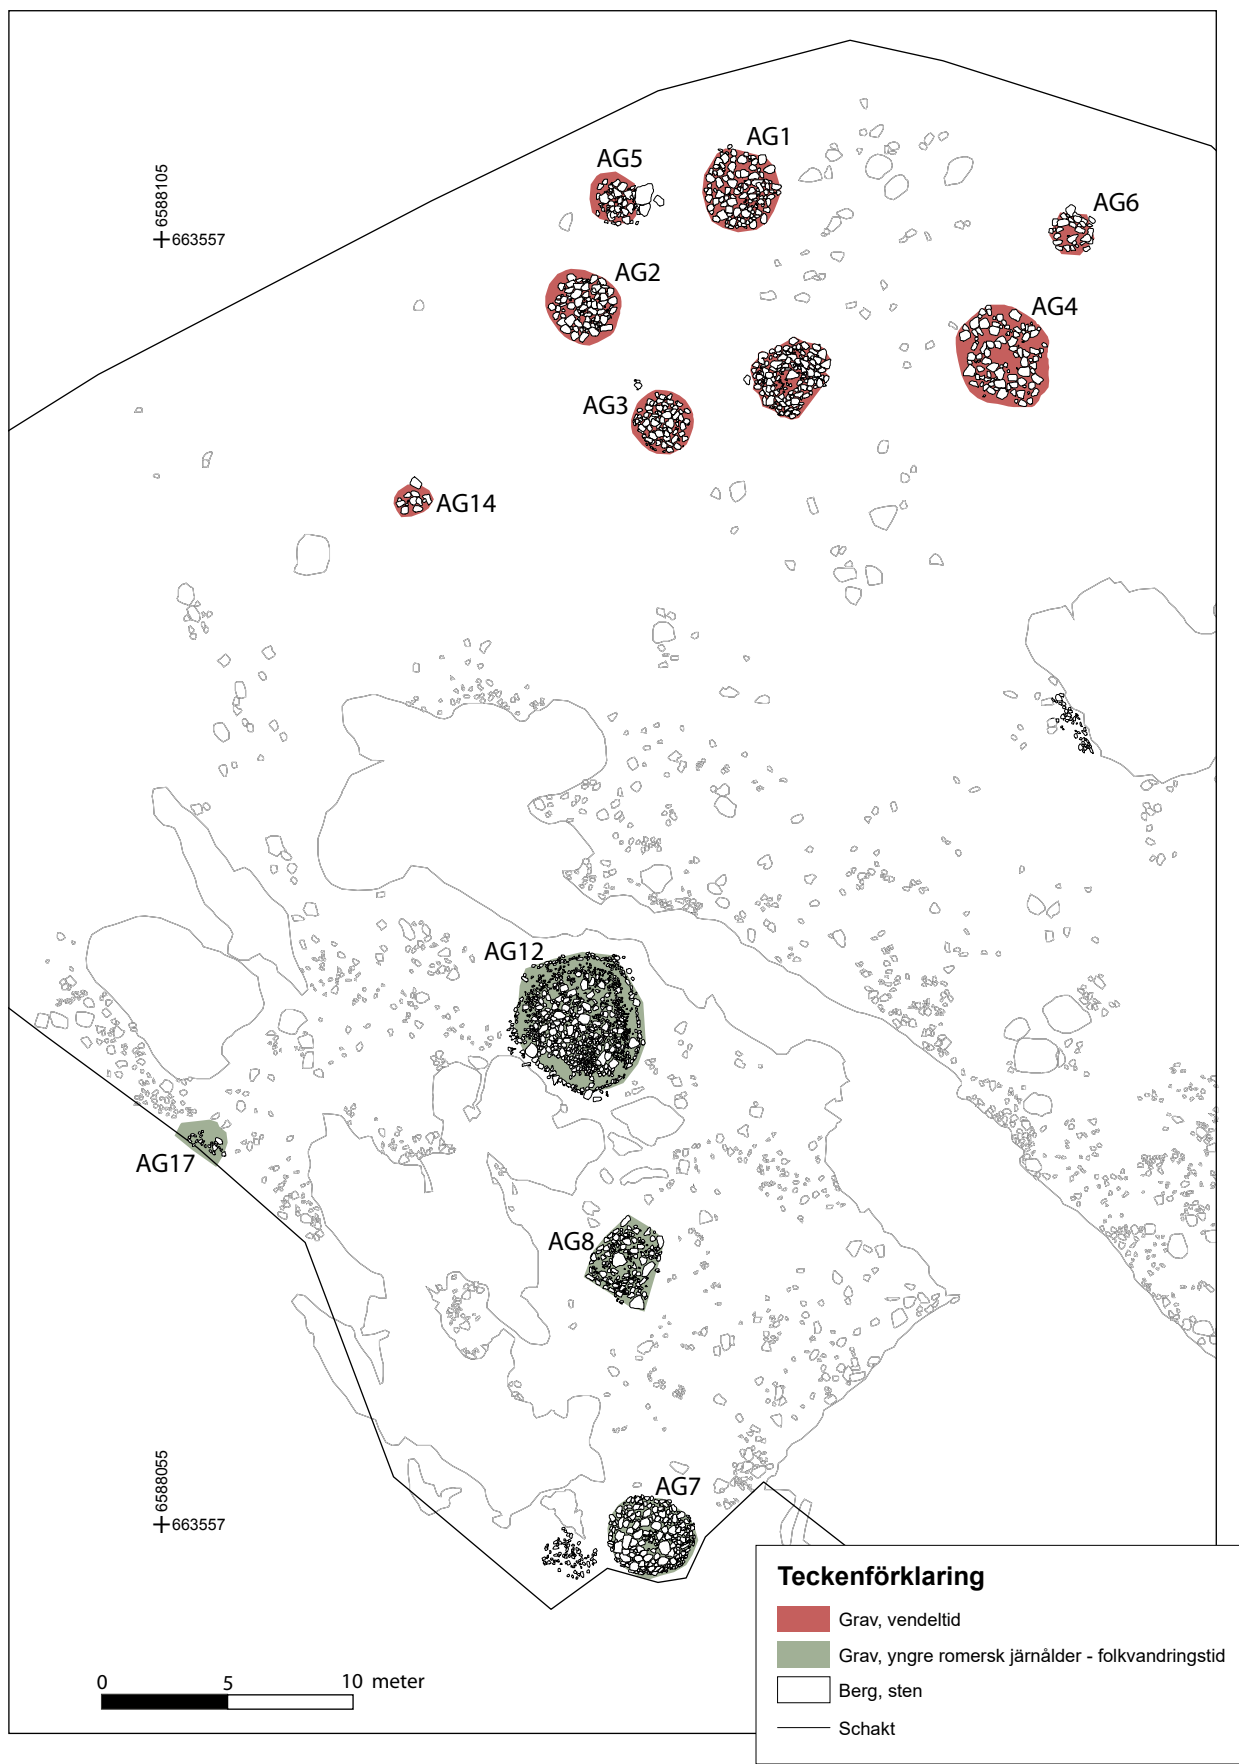 AG1
AG5
6588105
663557
AG6
AG2
AG4
AG3
AG14
AG12
AG17
AG8
AG7
6588055
663557
Teckenförklaring
Grav, vendeltid
Grav, yngre romersk järnålder - folkvandringstid
Berg, sten
Schakt
0 5 10 meter